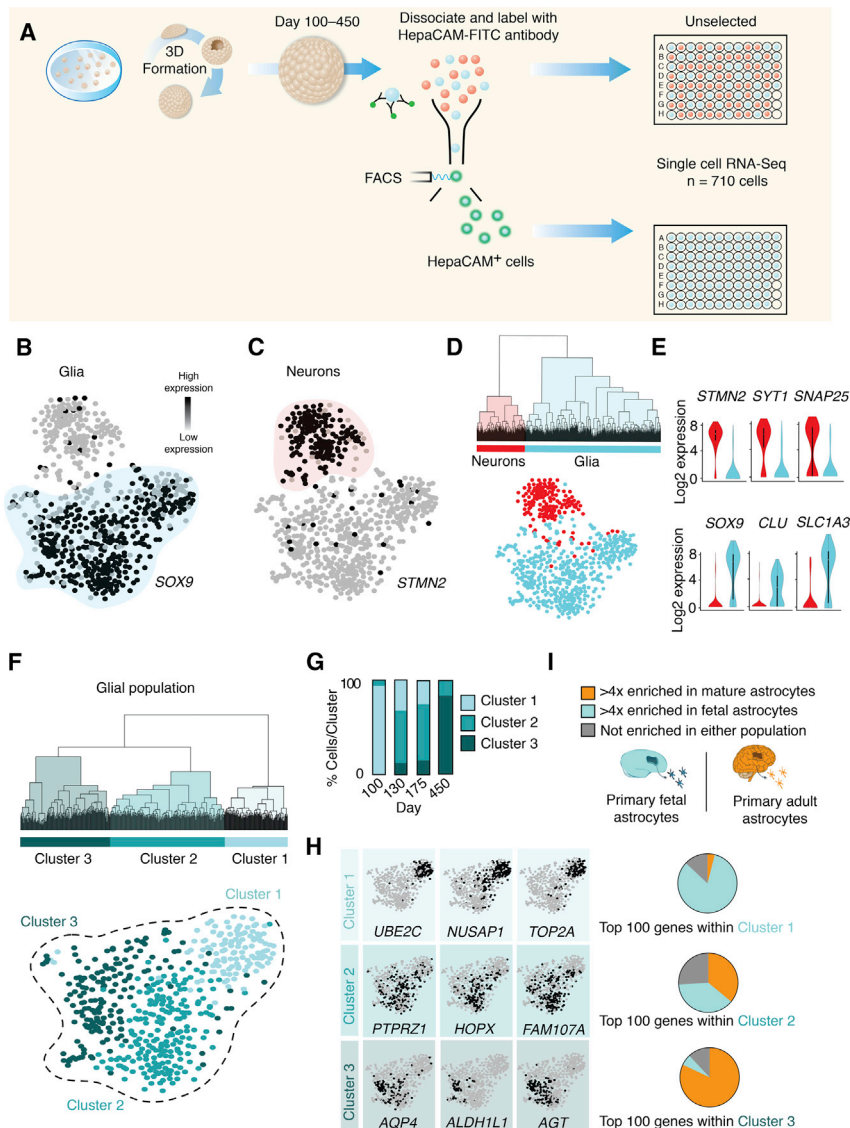 A
3D
Formation
Day 100–450
Dissociate and label with
HepaCAM-FITC antibody
Unselected
A
B
C
D
E
F
G
H
FACS
Single cell RNA-Seq
n = 710 cells
HepaCAM+ cells
A
B
C
D
E
F
G
H
B
Glia
High
expression
Low
expression
SOX9
C
Neurons
STMN2
D
Neurons
Glia
E
STMN2 SYT1 SNAP25
Log2 expression
8
4
0
SOX9 CLU SLC1A3
Log2 expression
8
4
0
F
Glial population
Cluster 3
Cluster 2
Cluster 1
Cluster 1
Cluster 3
Cluster 2
G
% Cells/Cluster
100
0
100 130 175 450
Day
Cluster 1
Cluster 2
Cluster 3
H
Cluster 1
UBE2C
NUSAP1
TOP2A
Cluster 2
PTPRZ1
HOPX
FAM107A
Cluster 3
AQP4
ALDH1L1
AGT
I
>4x enriched in mature astrocytes
>4x enriched in fetal astrocytes
Not enriched in either population
Primary fetal
astrocytes
Primary adult
astrocytes
Top 100 genes within Cluster 1
Top 100 genes within Cluster 2
Top 100 genes within Cluster 3